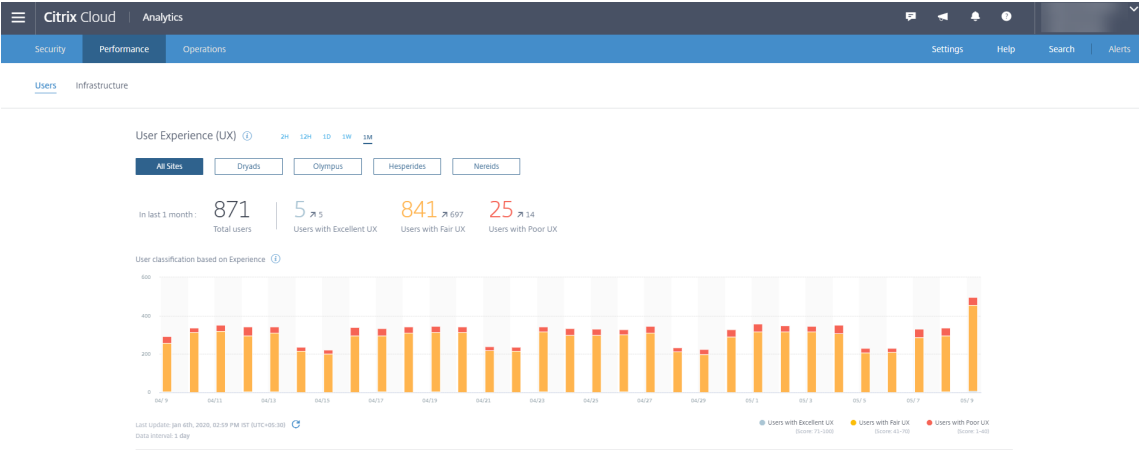 Citrix Cloud | Analytics
Security Performance Operations Settings Help Search Alerts
Users Infrastructure
User Experience (UX) 2H 12H 1D 1W 1M
All Sites Dryads Olympus Hesperides Nereids
In last 1 month : 871 5 5 841 697 25 14
Total users Users with Excellent UX Users with Fair UX Users with Poor UX
User classification based on Experience
600
400
200
0
04/ 9 04/11 04/13 04/15 04/17 04/19 04/21 04/23 04/25 04/27 04/29 05/ 1 05/ 3 05/ 5 05/ 7 05/ 9
Last Update: Jan 6th, 2020, 02:59 PM IST (UTC+05:30) Users with Excellent UX Users with Fair UX Users with Poor UX
(Score: 71-100) (Score: 41-70) (Score: 1-40)
Data Interval: 1 day